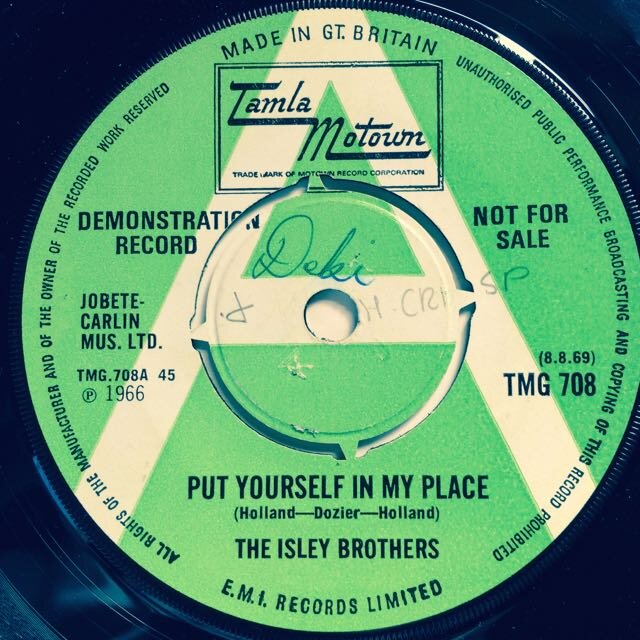 MADE IN GT. BRITAIN
UNAUTHORISED PUBLIC PERFORMANCE BROADCASTING AND COPYING OF THIS RECORD PROHIBITED
ALL RIGHTS OF THE MANUFACTURER AND OF THE OWNER OF THE RECORDED WORK RESERVED
Tamla
Motown
TRADE MARK OF MOTOWN RECORD CORPORATION
DEMONSTRATION
RECORD
NOT FOR
SALE
JOBETE-
CARLIN
MUS. LTD.
TMG.708A 45
℗ 1966
(8.8.69)
TMG 708
PUT YOURSELF IN MY PLACE
(Holland—Dozier—Holland)
THE ISLEY BROTHERS
E.M.I. RECORDS LIMITED